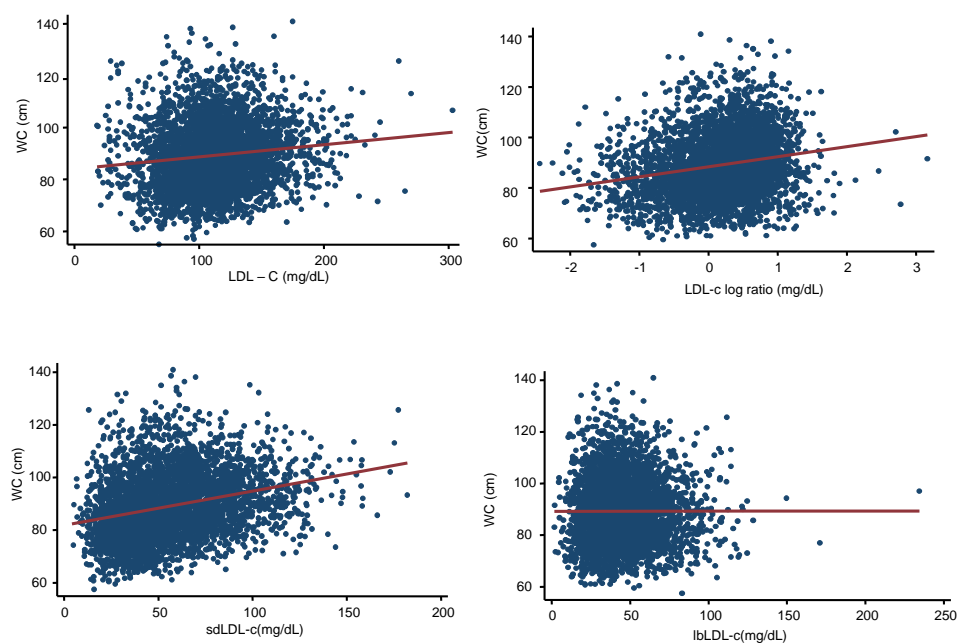 140
120
100
80
60
WC (cm)
0 100 200 300
LDL – C (mg/dL)
140
120
100
80
60
WC(cm)
-2 -1 0 1 2 3
LDL-c log ratio (mg/dL)
140
120
100
80
60
WC (cm)
0 50 100 150 200
sdLDL-c(mg/dL)
140
120
100
80
60
WC (cm)
0 50 100 150 200 250
lbLDL-c(mg/dL)